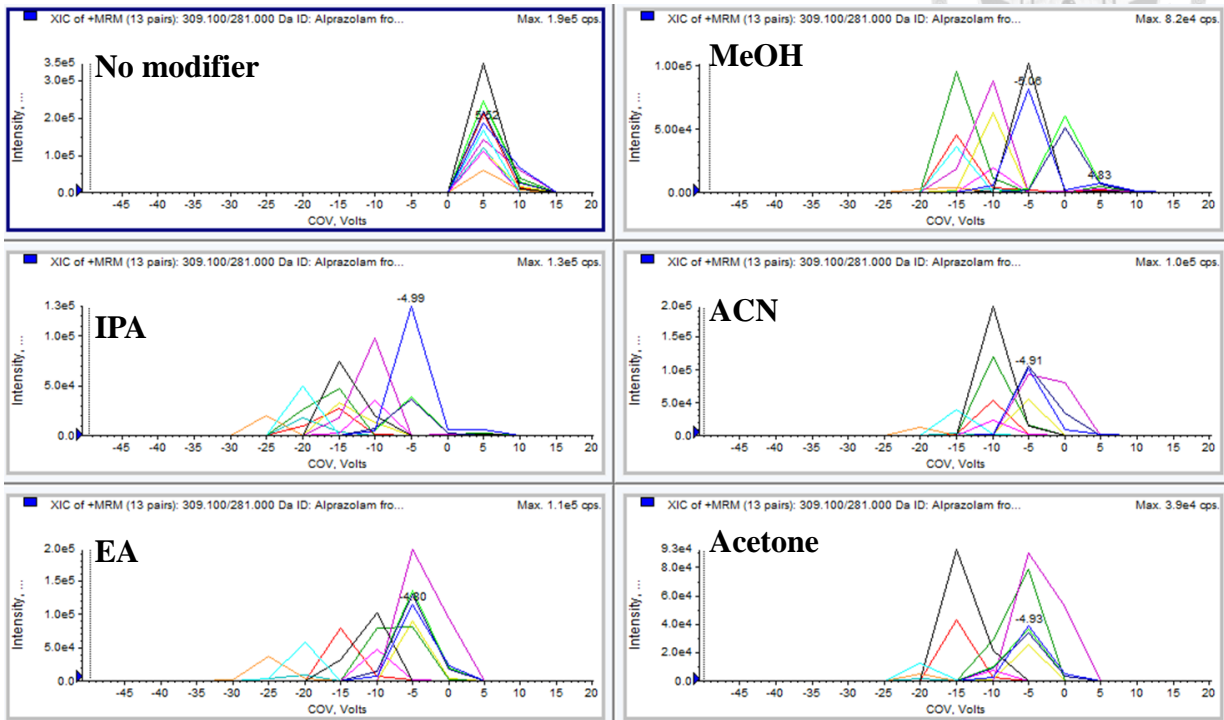 XIC of +MRM (13 pairs): 309.100/281.000 Da ID: Alprazolam fro... Max. 1.9e5 cps.
No modifier
3.5e5
3.0e5
2.0e5
1.0e5
0.0
Intensity, ...
5.52
-45 -40 -35 -30 -25 -20 -15 -10 -5 0 5 10 15 20
COV, Volts
XIC of +MRM (13 pairs): 309.100/281.000 Da ID: Alprazolam fro... Max. 8.2e4 cps.
MeOH
1.00e5
5.00e4
0.00
Intensity, ...
-5.06
4.83
-45 -40 -35 -30 -25 -20 -15 -10 -5 0 5 10 15 20
COV, Volts
XIC of +MRM (13 pairs): 309.100/281.000 Da ID: Alprazolam fro... Max. 1.3e5 cps.
IPA
1.3e5
5.0e4
0.0
Intensity, ...
-4.99
-45 -40 -35 -30 -25 -20 -15 -10 -5 0 5 10 15 20
COV, Volts
XIC of +MRM (13 pairs): 309.100/281.000 Da ID: Alprazolam fro... Max. 1.0e5 cps.
ACN
2.0e5
1.5e5
1.0e5
5.0e4
0.0
Intensity, ...
-4.91
-45 -40 -35 -30 -25 -20 -15 -10 -5 0 5 10 15 20
COV, Volts
XIC of +MRM (13 pairs): 309.100/281.000 Da ID: Alprazolam fro... Max. 1.1e5 cps.
EA
2.0e5
1.5e5
1.0e5
5.0e4
0.0
Intensity, ...
-4.80
-45 -40 -35 -30 -25 -20 -15 -10 -5 0 5 10 15 20
COV, Volts
XIC of +MRM (13 pairs): 309.100/281.000 Da ID: Alprazolam fro... Max. 3.9e4 cps.
Acetone
9.3e4
8.0e4
6.0e4
4.0e4
2.0e4
0.0
Intensity, ...
-4.93
-45 -40 -35 -30 -25 -20 -15 -10 -5 0 5 10 15 20
COV, Volts